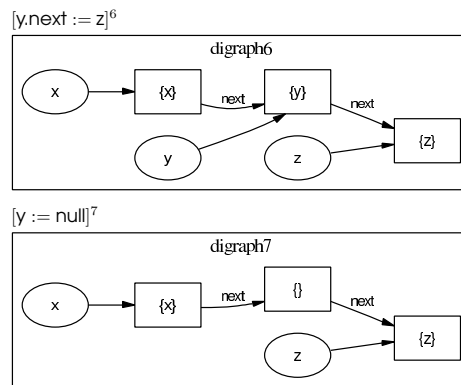 [y.next := z]⁶
digraph6
x {x} next {y} next
y z {z}
[y := null]⁷
digraph7
x {x} next {} next
z {z}